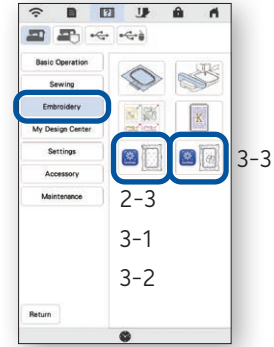 Basic Operation
Sewing
Embroidery
My Design Center
Settings
Accessory
Maintenance
K
3-3
2-3
3-1
3-2
Return